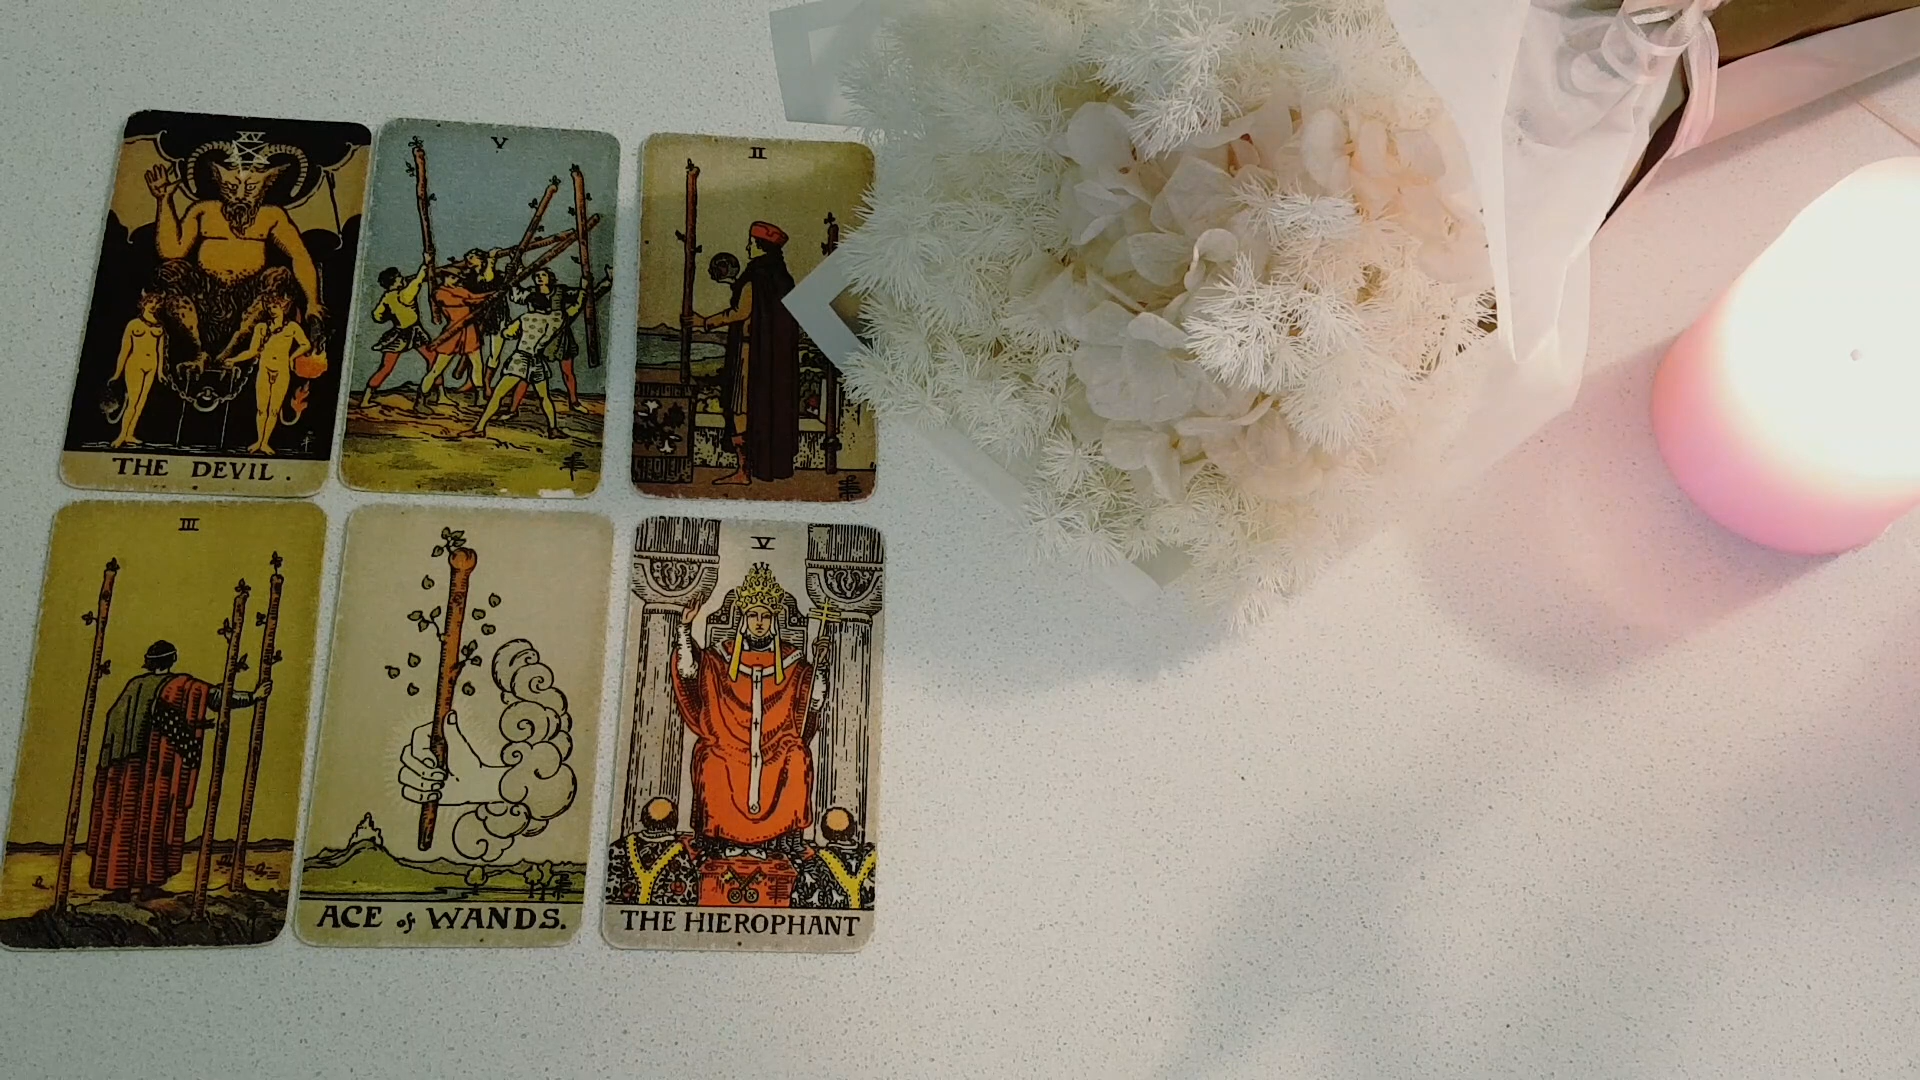 XV
V
II
THE DEVIL.
III
V
ACE of WANDS.
THE HIEROPHANT